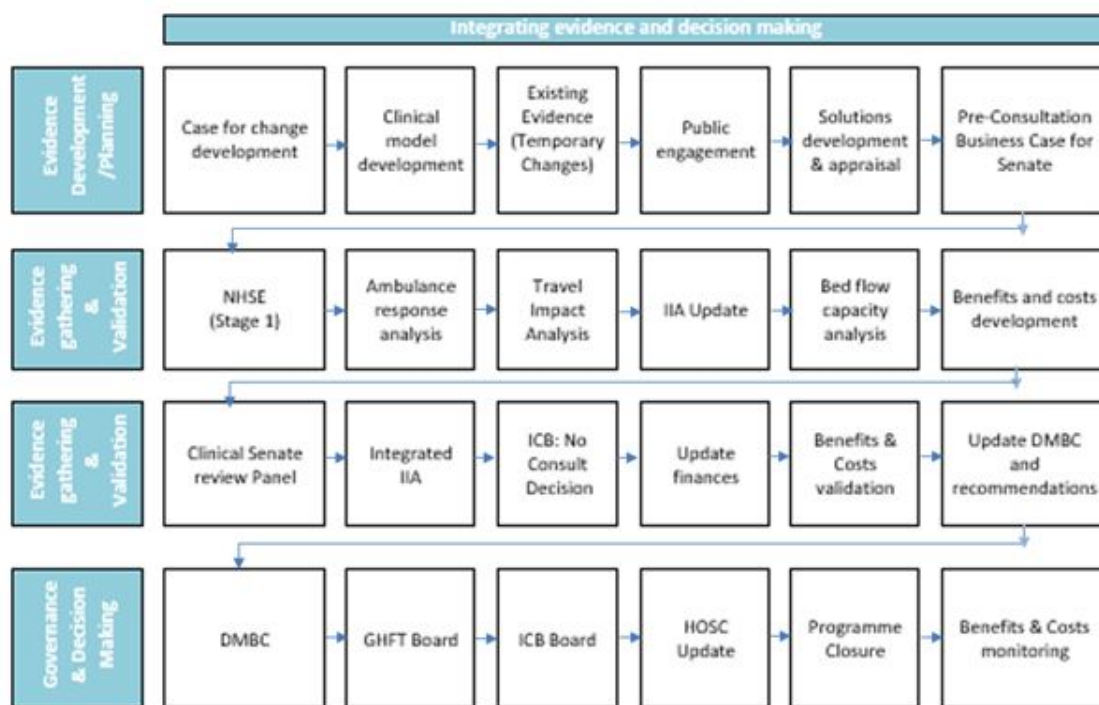 Integrating evidence and decision making
Evidence
Development
/Planning
Case for change
development
Clinical
model
development
Existing
Evidence
(Temporary
Changes)
Public
engagement
Solutions
development
& appraisal
Pre-Consultation
Business Case for
Senate
Evidence
gathering
&
Validation
NHSE
(Stage 1)
Ambulance
response
analysis
Travel
Impact
Analysis
IIA Update
Bed flow
capacity
analysis
Benefits and costs
development
Evidence
gathering
&
Validation
Clinical Senate
review Panel
Integrated
IIA
ICB: No
Consult
Decision
Update
finances
Benefits &
Costs
validation
Update DMBC
and
recommendations
Governance
& Decision
Making
DMBC
GHFT Board
ICB Board
HOSC
Update
Programme
Closure
Benefits & Costs
monitoring